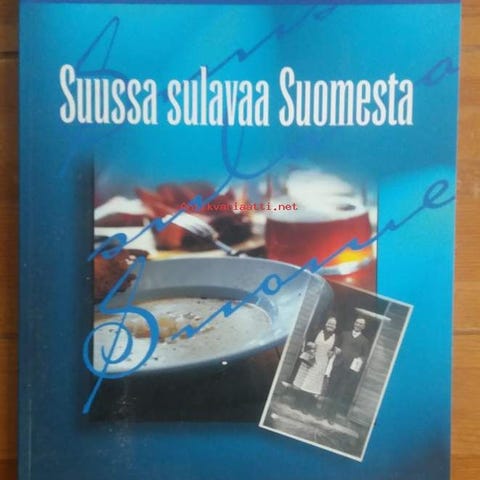 Suussa sulavaa Suomesta
Antikvariaatti.net